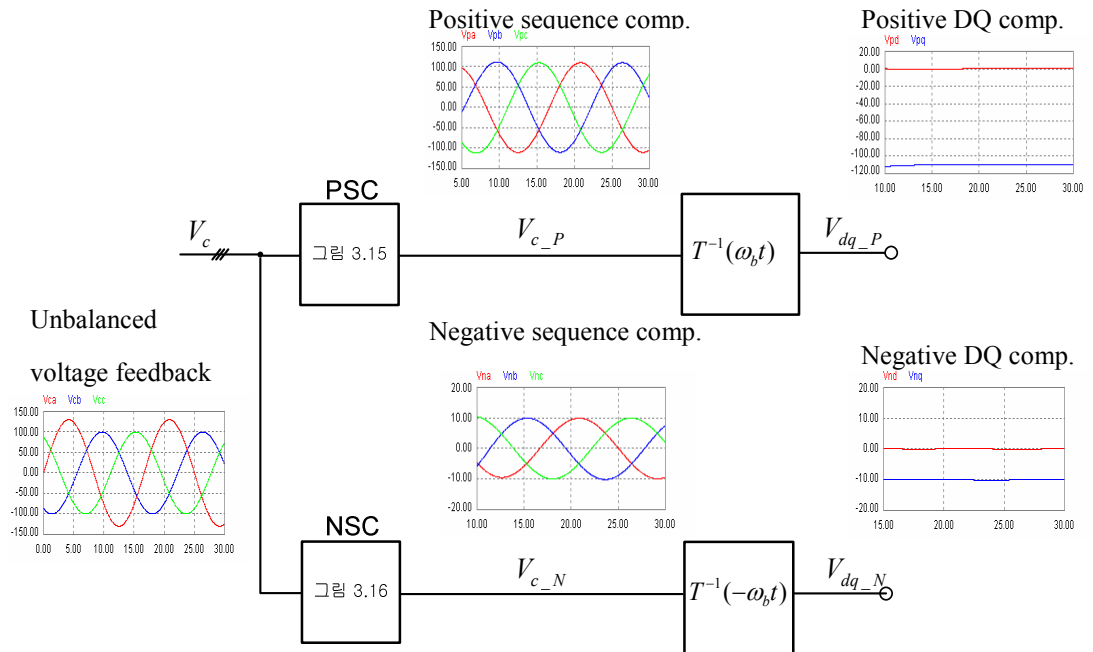 Positive sequence comp.
Vpa Vpb Vpc
150.00
100.00
50.00
0.00
-50.00
-100.00
-150.00
5.00 10.00 15.00 20.00 25.00 30.00
Positive DQ comp.
Vpd Vpq
20.00
0.00
-20.00
-40.00
-60.00
-80.00
-100.00
-120.00
10.00 15.00 20.00 25.00 30.00
PSC
V_c
그림 3.15
V_{c_P}
T^{-1}(ω_b t)
V_{dq_P}
Unbalanced
voltage feedback
Vca Vcb Vcc
150.00
100.00
50.00
0.00
-50.00
-100.00
0.00 5.00 10.00 15.00 20.00 25.00 30.00
Negative sequence comp.
Vna Vnb Vnc
20.00
10.00
0.00
-10.00
-20.00
10.00 15.00 20.00 25.00 30.00
Negative DQ comp.
Vnd Vnq
20.00
10.00
0.00
-10.00
-20.00
15.00 20.00 25.00 30.00
NSC
그림 3.16
V_{c_N}
T^{-1}(-ω_b t)
V_{dq_N}